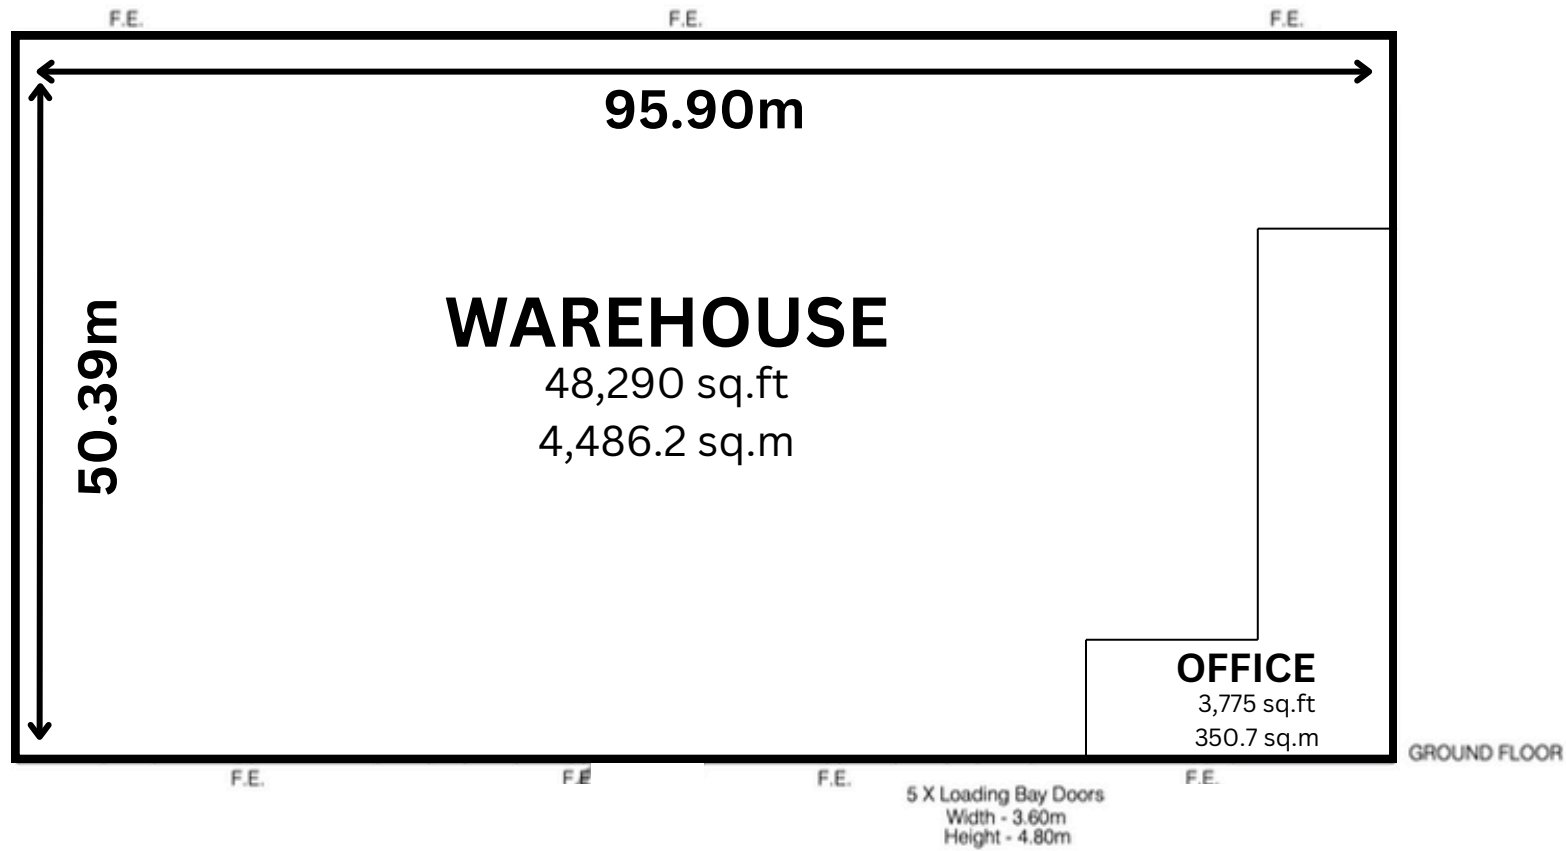 F.E.
F.E.
F.E.
95.90m
50.39m
WAREHOUSE
48,290 sq.ft
4,486.2 sq.m
OFFICE
3,775 sq.ft
350.7 sq.m
GROUND FLOOR
F.E.
F.E
F.E.
F.E.
5 X Loading Bay Doors
Width - 3.60m
Height - 4.80m